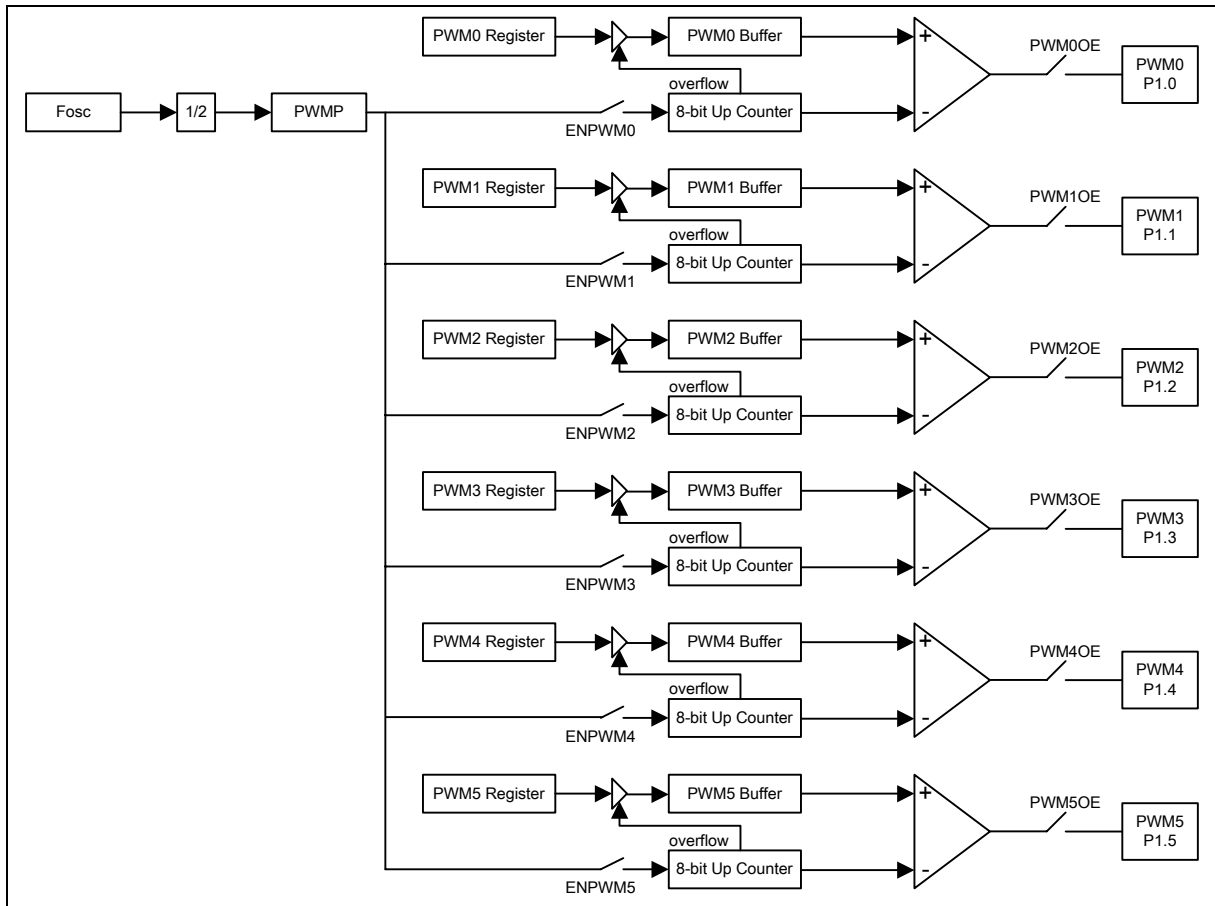 PWM0 Register
PWM0 Buffer
+
PWM0OE
PWM0
P1.0
overflow
Fosc
1/2
PWMP
ENPWM0
8-bit Up Counter
-
PWM1 Register
PWM1 Buffer
+
PWM1OE
PWM1
P1.1
overflow
ENPWM1
8-bit Up Counter
-
PWM2 Register
PWM2 Buffer
+
PWM2OE
PWM2
P1.2
overflow
ENPWM2
8-bit Up Counter
-
PWM3 Register
PWM3 Buffer
+
PWM3OE
PWM3
P1.3
overflow
ENPWM3
8-bit Up Counter
-
PWM4 Register
PWM4 Buffer
+
PWM4OE
PWM4
P1.4
overflow
ENPWM4
8-bit Up Counter
-
PWM5 Register
PWM5 Buffer
+
PWM5OE
PWM5
P1.5
overflow
ENPWM5
8-bit Up Counter
-